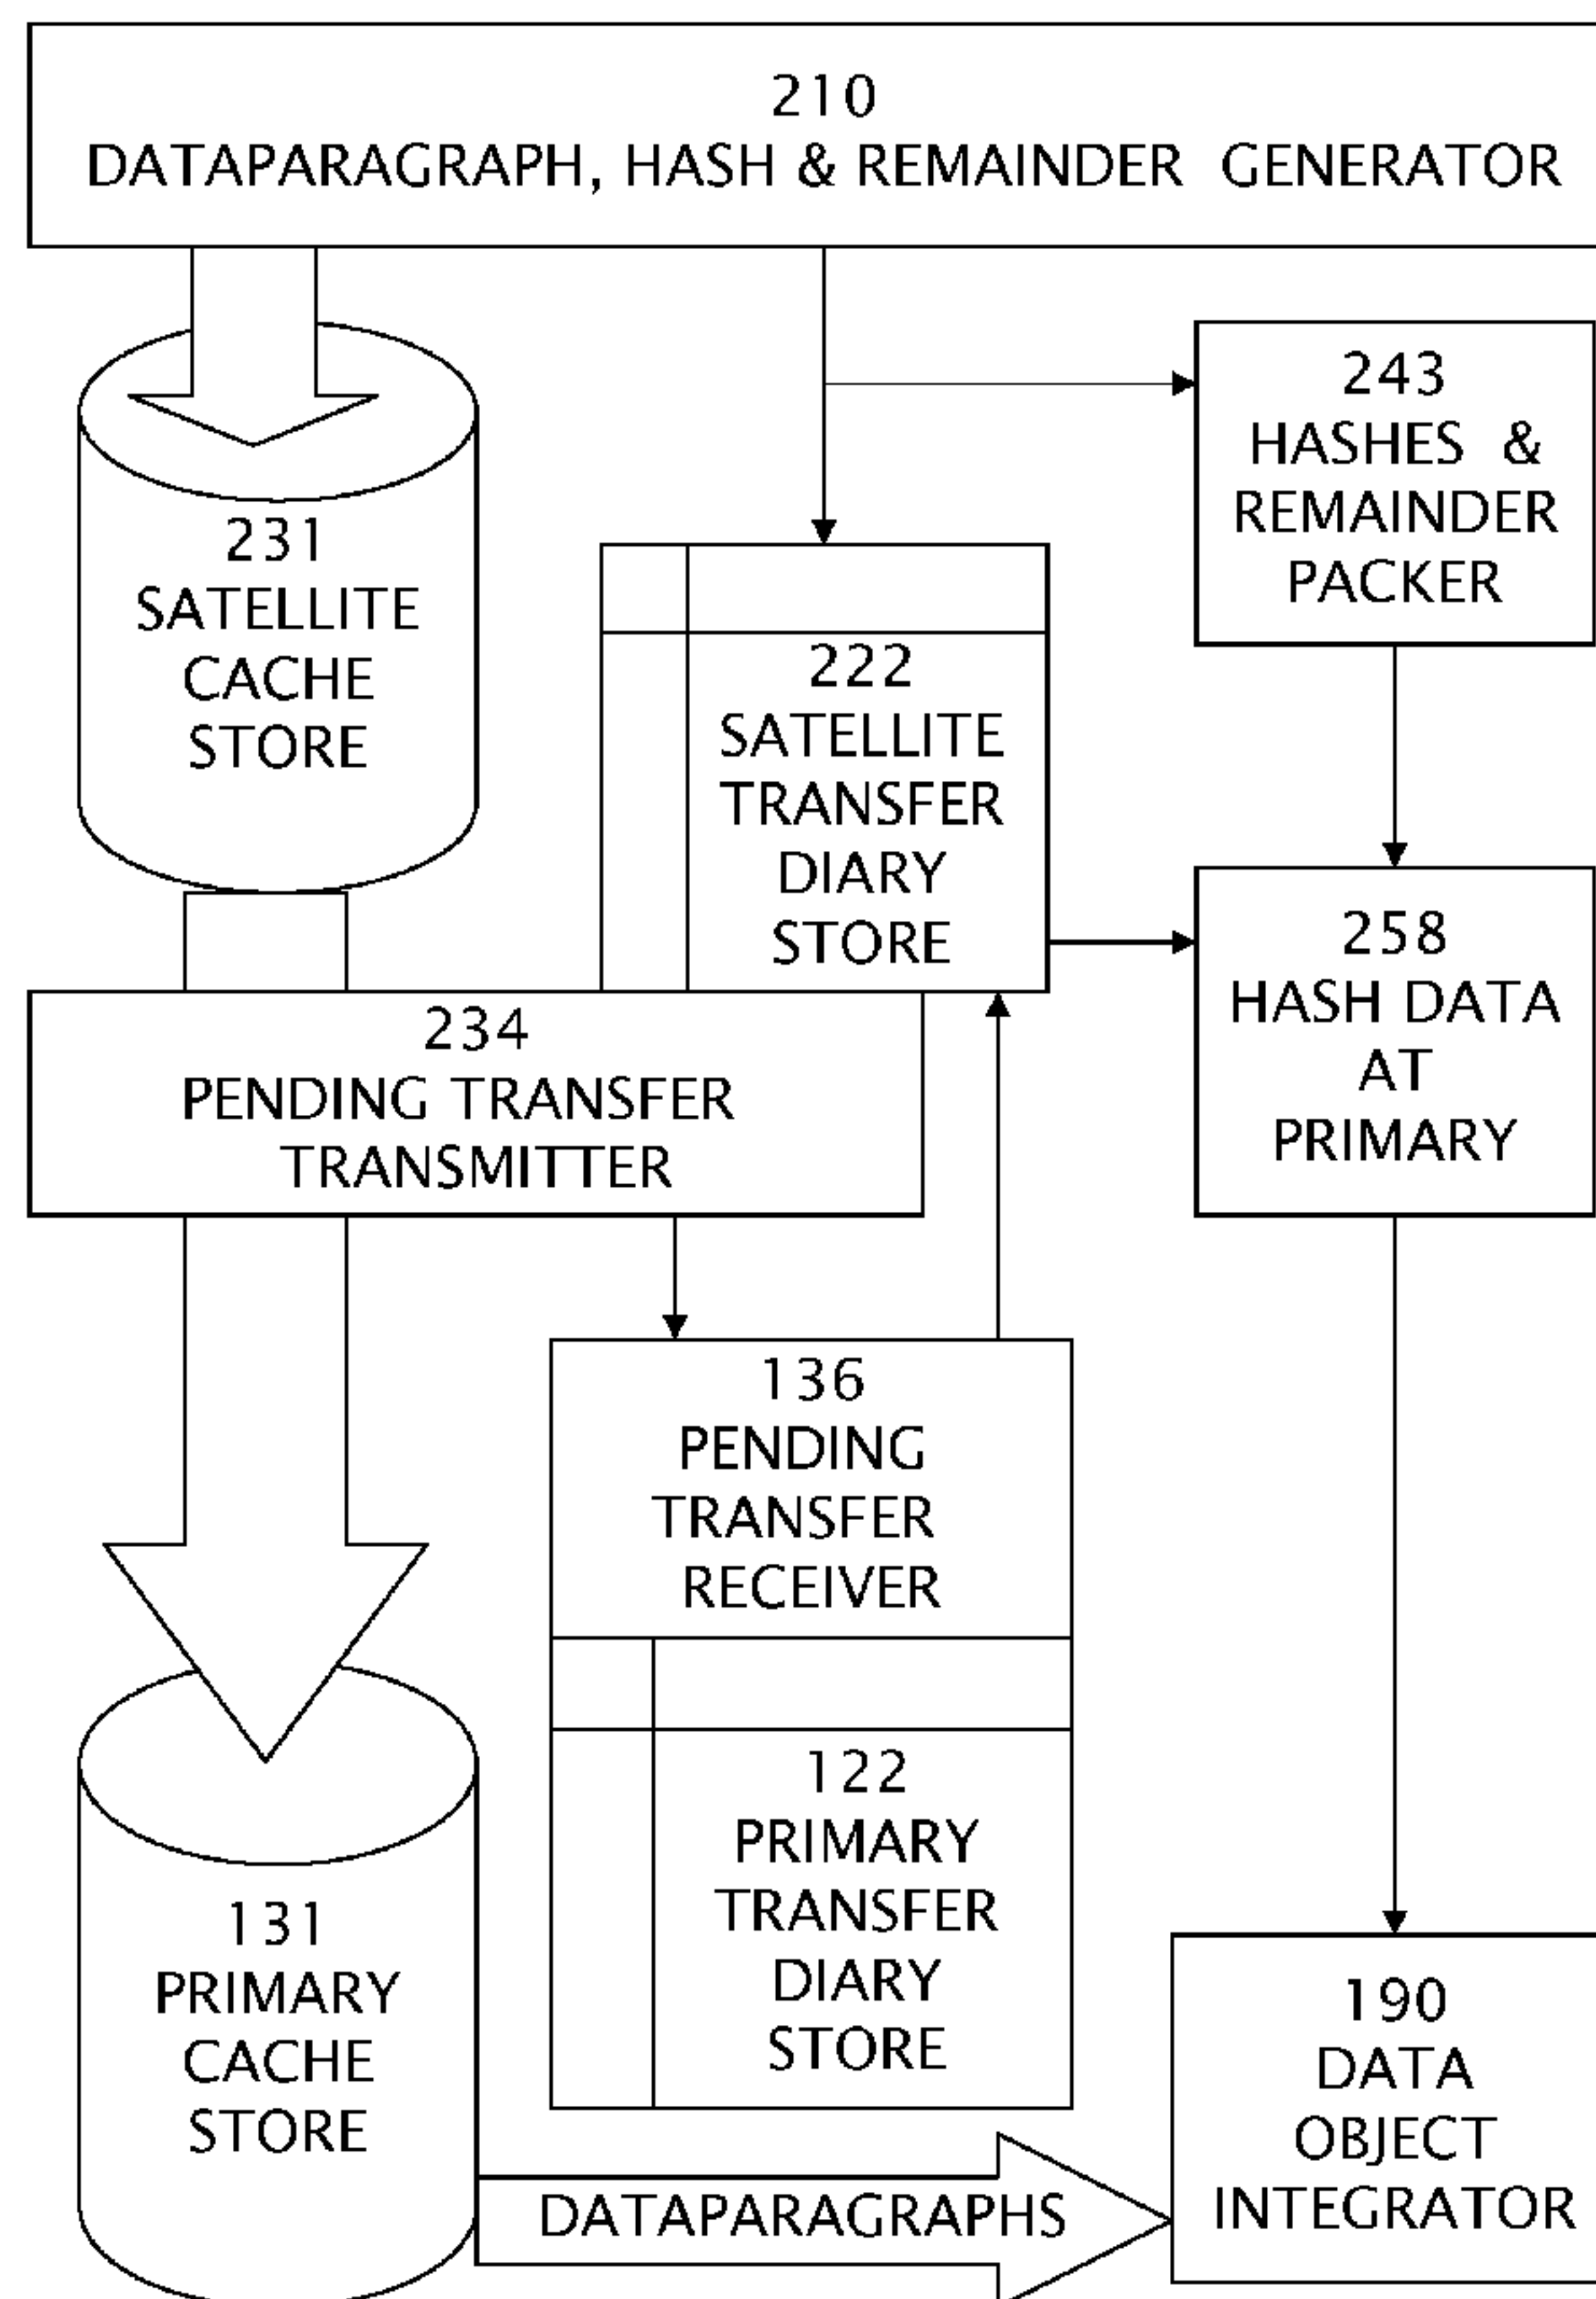 210
DATAPARAGRAPH, HASH & REMAINDER GENERATOR
243
HASHES &
REMAINDER
PACKER
231
SATELLITE
CACHE
STORE
222
SATELLITE
TRANSFER
DIARY
STORE
258
HASH DATA
AT
PRIMARY
234
PENDING TRANSFER
TRANSMITTER
136
PENDING
TRANSFER
RECEIVER
122
PRIMARY
TRANSFER
DIARY
STORE
131
PRIMARY
CACHE
STORE
190
DATA
OBJECT
INTEGRATOR
DATAPARAGRAPHS